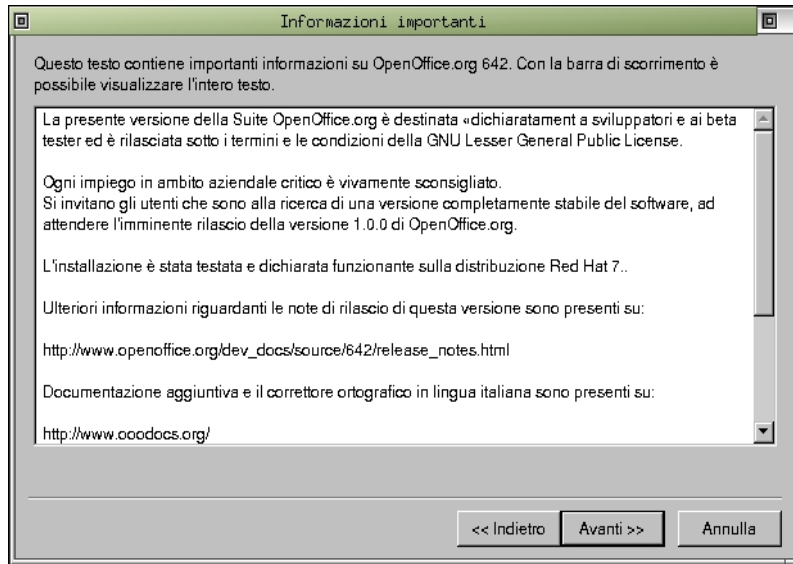 Informazioni importanti
Questo testo contiene importanti informazioni su OpenOffice.org 642. Con la barra di scorrimento è
possibile visualizzare l'intero testo.
La presente versione della Suite OpenOffice.org è destinata «dichiaratament a sviluppatori e ai beta
tester ed è rilasciata sotto i termini e le condizioni della GNU Lesser General Public License.
Ogni impiego in ambito aziendale critico è vivamente sconsigliato.
Si invitano gli utenti che sono alla ricerca di una versione completamente stabile del software, ad
attendere l'imminente rilascio della versione 1.0.0 di OpenOffice.org.
L'installazione è stata testata e dichiarata funzionante sulla distribuzione Red Hat 7..
Ulteriori informazioni riguardanti le note di rilascio di questa versione sono presenti su:
http://www.openoffice.org/dev_docs/source/642/release_notes.html
Documentazione aggiuntiva e il correttore ortografico in lingua italiana sono presenti su:
http://www.ooodocs.org/
<< Indietro Avanti >> Annulla